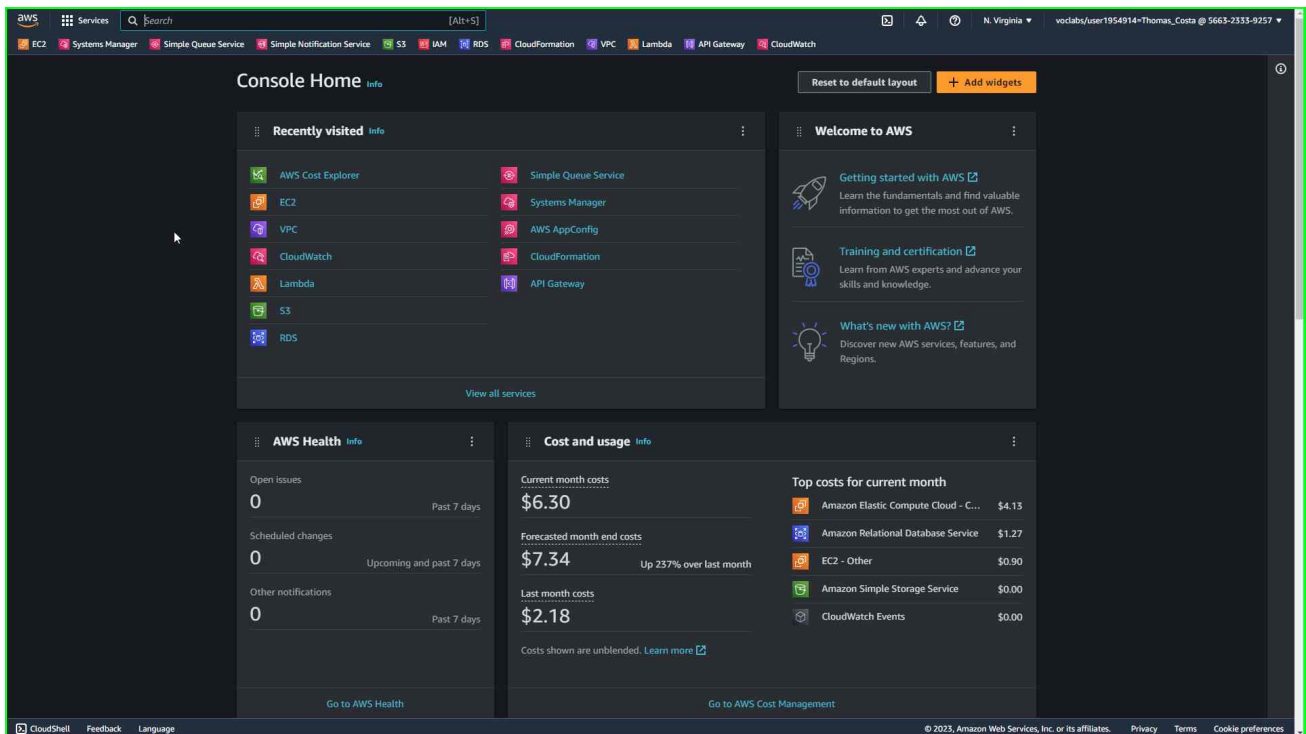 aws Services Search [Alt+S] N. Virginia ▼ voclabs/user1954914=Thomas_Costa @ 5663-2333-9257 ▼
EC2 Systems Manager Simple Queue Service Simple Notification Service S3 IAM RDS CloudFormation VPC Lambda API Gateway CloudWatch
Console Home Info
Reset to default layout + Add widgets
Recently visited Info
AWS Cost Explorer
EC2
VPC
CloudWatch
Lambda
S3
RDS
Simple Queue Service
Systems Manager
AWS AppConfig
CloudFormation
API Gateway
View all services
Welcome to AWS
Getting started with AWS
Learn the fundamentals and find valuable
information to get the most out of AWS.
Training and certification
Learn from AWS experts and advance your
skills and knowledge.
What's new with AWS?
Discover new AWS services, features, and
Regions.
AWS Health Info
Open issues
0 Past 7 days
Scheduled changes
0 Upcoming and past 7 days
Other notifications
0 Past 7 days
Go to AWS Health
Cost and usage Info
Current month costs
$6.30
Forecasted month end costs
$7.34 Up 237% over last month
Last month costs
$2.18
Costs shown are unblended. Learn more
Top costs for current month
Amazon Elastic Compute Cloud - C... $4.13
Amazon Relational Database Service $1.27
EC2 - Other $0.90
Amazon Simple Storage Service $0.00
CloudWatch Events $0.00
Go to AWS Cost Management
CloudShell Feedback Language © 2023, Amazon Web Services, Inc. or its affiliates. Privacy Terms Cookie preferences